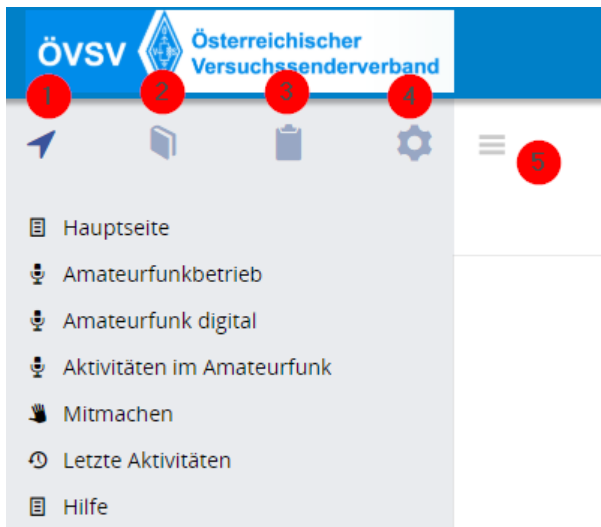 ÖVSV
Österreichischer
Versuchssenderverband
1
2
3
4
5
Hauptseite
Amateurfunkbetrieb
Amateurfunk digital
Aktivitäten im Amateurfunk
Mitmachen
Letzte Aktivitäten
Hilfe